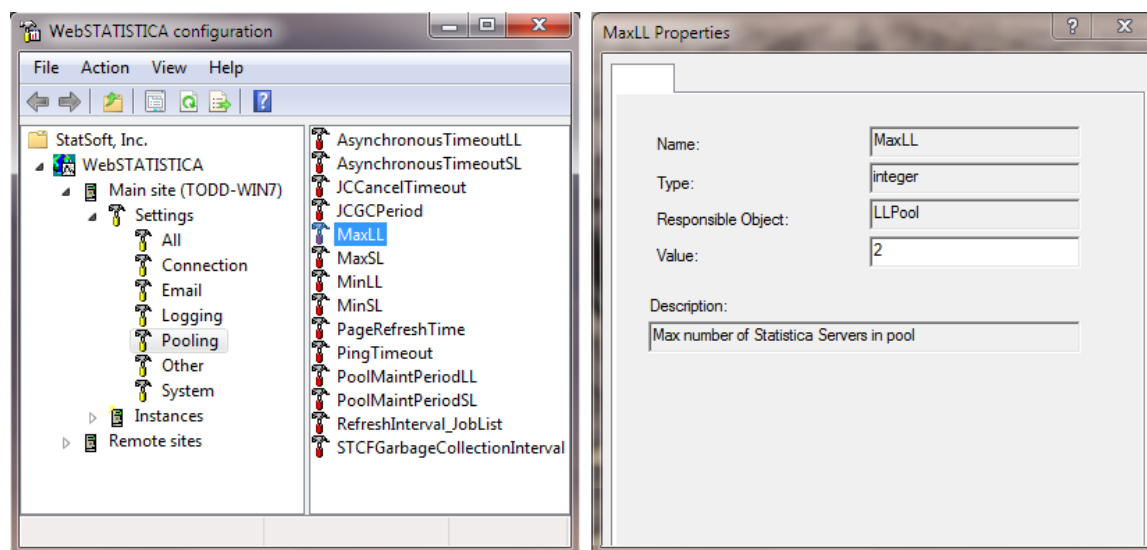 WebSTATISTICA configuration
File Action View Help
StatSoft, Inc.
WebSTATISTICA
Main site (TODD-WIN7)
Settings
All
Connection
Email
Logging
Pooling
Other
System
Instances
Remote sites
AsynchronousTimeoutLL
AsynchronousTimeoutSL
JCCancelTimeout
JCGCPeriod
MaxLL
MaxSL
MinLL
MinSL
PageRefreshTime
PingTimeout
PoolMaintPeriodLL
PoolMaintPeriodSL
RefreshInterval_JobList
STCFGarbageCollectionInterval
MaxLL Properties
Name: MaxLL
Type: integer
Responsible Object: LLPool
Value: 2
Description:
Max number of Statistica Servers in pool